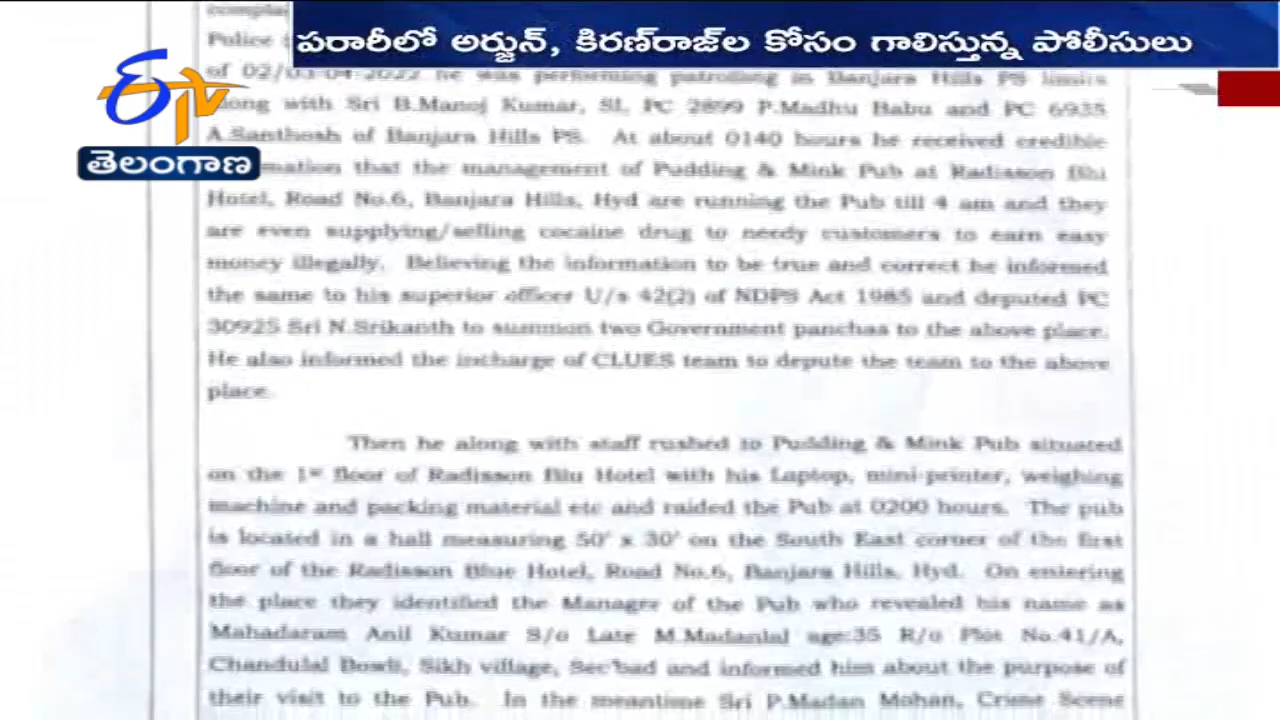 పరారీలో అర్జున్, కిరణ్‌రాజ్‌ల కోసం గాలిస్తున్న పోలీసులు
ETV
తెలంగాణ
Police
of 02/03-04-2022 he was performing patrolling in Banjara Hills PS limits
along with Sri B.Manoj Kumar, SI, PC 2899 P.Madhu Babu and PC 6935
A.Santhosh of Banjara Hills PS. At about 0140 hours he received credible
that the management of Pudding & Mink Pub at Radisson Blu
Hotel, Road No.6, Banjara Hills, Hyd are running the Pub till 4 am and they
are even supplying/selling cocaine drug to needy customers to earn easy
money illegally. Believing the information to be true and correct he informed
the same to his superior officer U/s 42(2) of NDPS Act 1985 and deputed PC
30925 Sri N.Srikanth to summon two Government panchas to the above place.
He also informed the incharge of CLUES team to depute the team to the above
place.
Then he along with staff rushed to Pudding & Mink Pub situated
on the 1st floor of Radisson Blu Hotel with his Laptop, mini-printer, weighing
machine and packing material etc and raided the Pub at 0200 hours. The pub
is located in a hall measuring 50' x 30' on the South East corner of the first
floor of the Radisson Blue Hotel, Road No.6, Banjara Hills, Hyd. On entering
the place they identified the Manager of the Pub who revealed his name as
Mahadaram Anil Kumar S/o Late M.Madanlal age:35 R/o Plot No.41/A,
Chandulal Bowli, Sikh village, Sec'bad and informed him about the purpose of
their visit to the Pub. In the meantime Sri P.Madan Mohan, Crime Scene